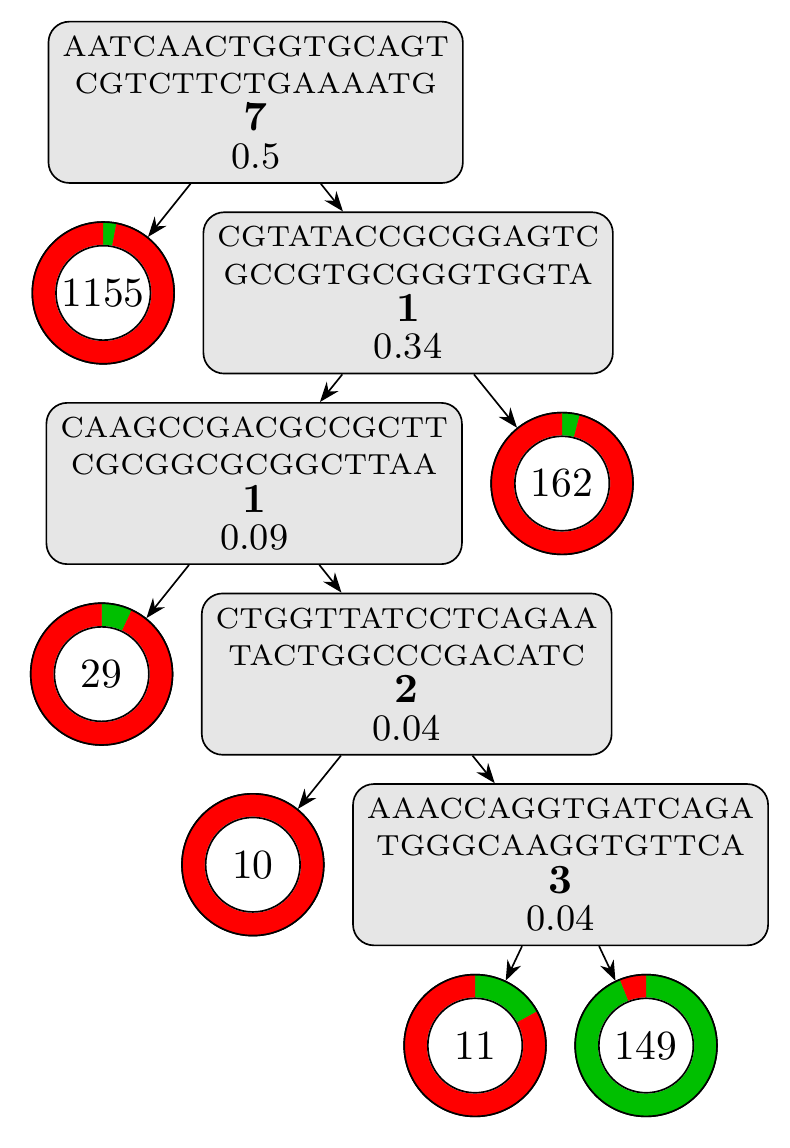 AATCAACTGGTGCAGT
CGTCTTCTGAAAATG
7
0.5
1155
CGTATACCGCGGAGTC
GCCGTGCGGGTGGTA
1
0.34
CAAGCCGACGCCGCTT
CGCGGCGCGGCTTAA
1
0.09
162
29
CTGGTTATCCTCAGAA
TACTGGCCCGACATC
2
0.04
10
AAACCAGGTGATCAGA
TGGGCAAGGTGTTCA
3
0.04
11
149